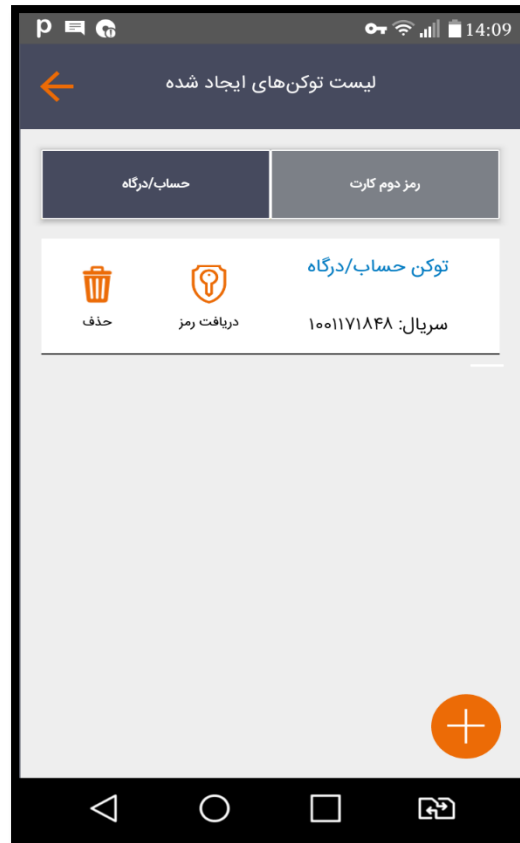 14:09
لیست توکن‌های ایجاد شده
رمز دوم کارت
حساب/درگاه
توکن حساب/درگاه
سریال: ۱۰۰۱۱۷۱۸۴۸
دریافت رمز
حذف